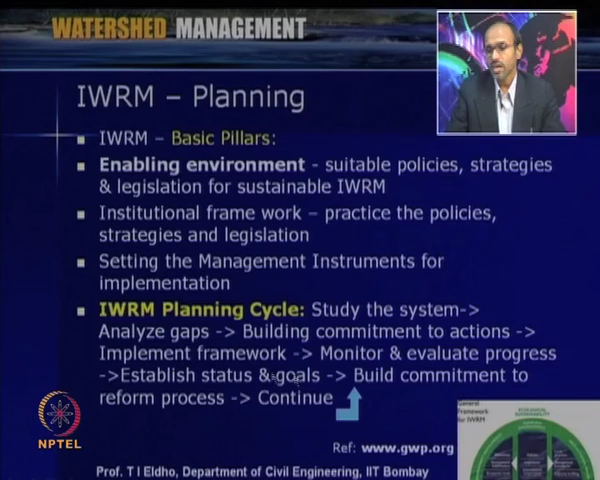 WATERSHED MANAGEMENT
IWRM – Planning
IWRM – Basic Pillars:
Enabling environment - suitable policies, strategies
& legislation for sustainable IWRM
Institutional frame work – practice the policies,
strategies and legislation
Setting the Management Instruments for
implementation
IWRM Planning Cycle: Study the system->
Analyze gaps -> Building commitment to actions ->
Implement framework -> Monitor & evaluate progress
->Establish status & goals -> Build commitment to
reform process -> Continue
NPTEL
General
Framework
for IWRM
ECOLOGICAL
SUSTAINABILITY
Ref: www.gwp.org
Prof. T I Eldho, Department of Civil Engineering, IIT Bombay